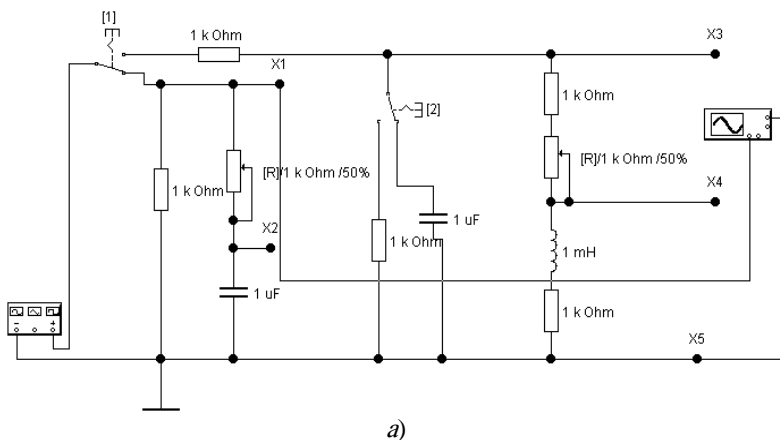 [1]
1 k Ohm
X1
X3
[2]
1 k Ohm
[R]/1 k Ohm /50%
[R]/1 k Ohm /50%
1 k Ohm
X4
X2
1 uF
1 k Ohm
1 mH
1 uF
1 k Ohm
X5
a)